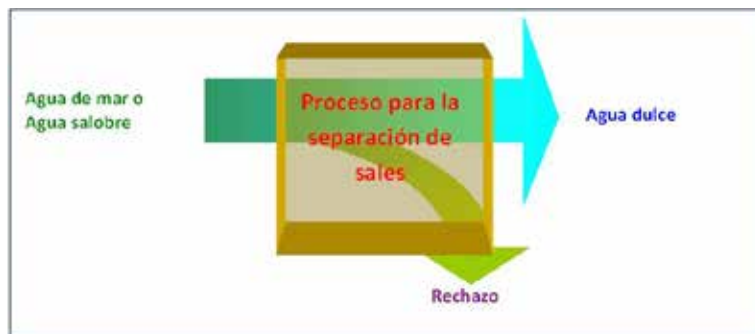 Agua de mar o
Agua salobre
Proceso para la
separación de
sales
Agua dulce
Rechazo